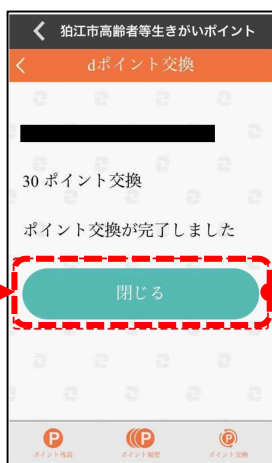 狛江市高齢者等生きがいポイント
dポイント交換
30 ポイント交換
ポイント交換が完了しました
閉じる
ポイント残高
ポイント履歴
ポイント交換